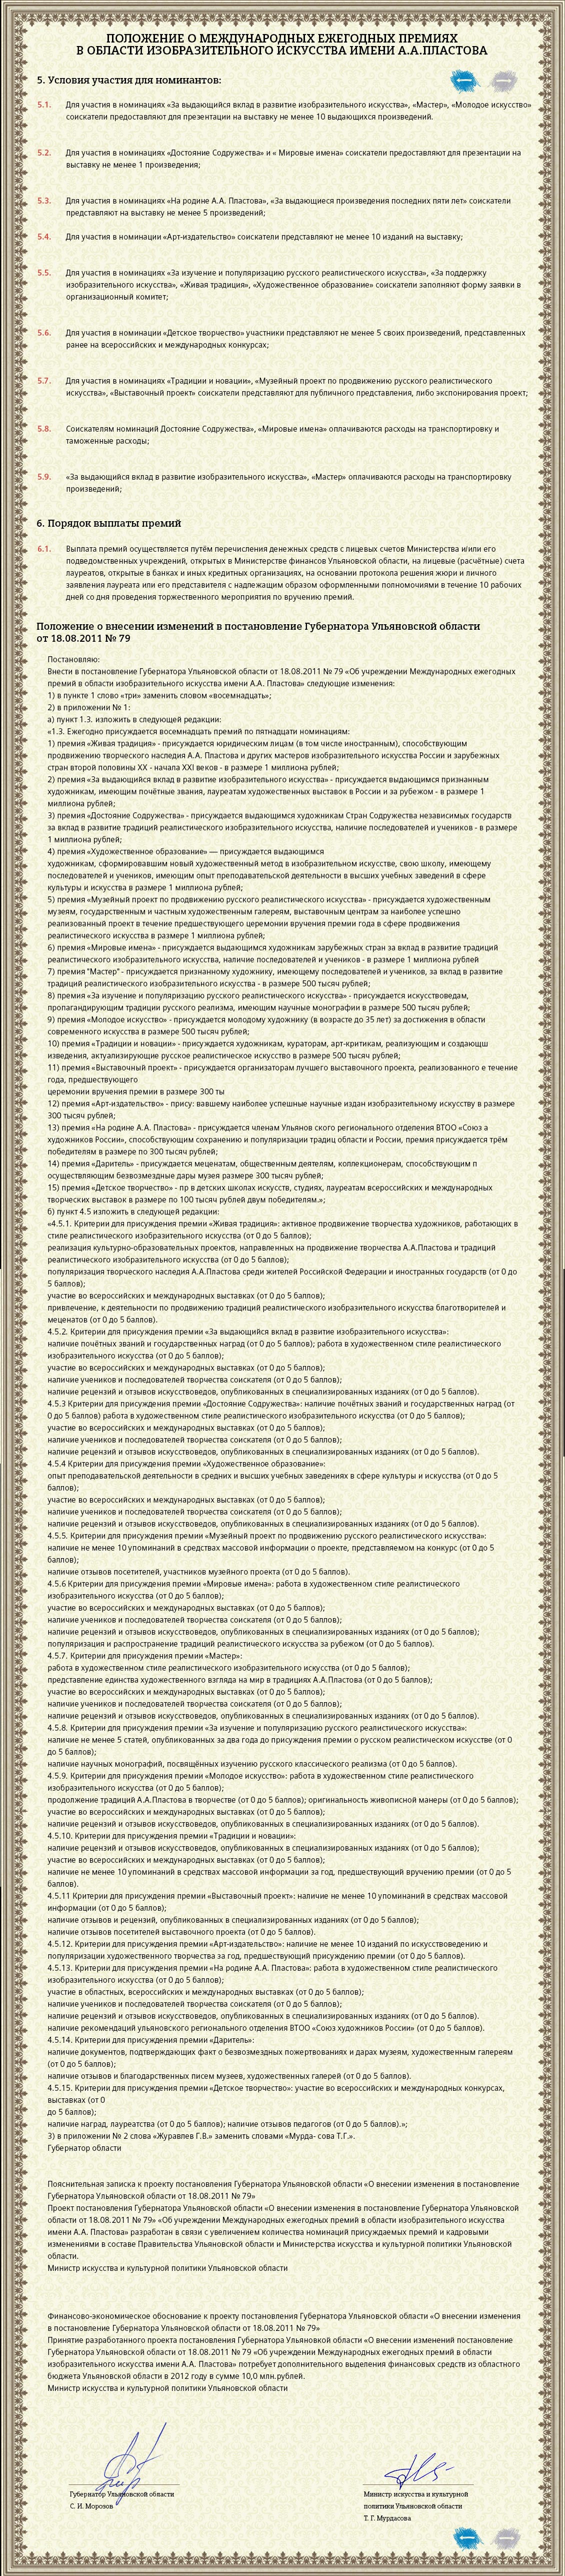 ПОЛОЖЕНИЕ О МЕЖДУНАРОДНЫХ ЕЖЕГОДНЫХ ПРЕМИЯХ
В ОБЛАСТИ ИЗОБРАЗИТЕЛЬНОГО ИСКУССТВА ИМЕНИ А.А.ПЛАСТОВА
5. Условия участия для номинантов:
5.1. Для участия в номинациях «За выдающийся вклад в развитие изобразительного искусства», «Мастер», «Молодое искусство»
соискатели предоставляют для презентации на выставку не менее 10 выдающихся произведений.
5.2. Для участия в номинациях «Достояние Содружества» и « Мировые имена» соискатели предоставляют для презентации на
выставку не менее 1 произведения;
5.3. Для участия в номинациях «На родине А.А. Пластова», «За выдающиеся произведения последних пяти лет» соискатели
представляют на выставку не менее 5 произведений;
5.4. Для участия в номинации «Арт-издательство» соискатели представляют не менее 10 изданий на выставку;
5.5. Для участия в номинациях «За изучение и популяризацию русского реалистического искусства», «За поддержку
изобразительного искусства», «Живая традиция», «Художественное образование» соискатели заполняют форму заявки в
организационный комитет;
5.6. Для участия в номинации «Детское творчество» участники представляют не менее 5 своих произведений, представленных
ранее на всероссийских и международных конкурсах;
5.7. Для участия в номинациях «Традиции и новации», «Музейный проект по продвижению русского реалистического
искусства», «Выставочный проект» соискатели представляют для публичного представления, либо экспонирования проект;
5.8. Соискателям номинаций Достояние Содружества», «Мировые имена» оплачиваются расходы на транспортировку и
таможенные расходы;
5.9. «За выдающийся вклад в развитие изобразительного искусства», «Мастер» оплачиваются расходы на транспортировку
произведений;
6. Порядок выплаты премий
6.1. Выплата премий осуществляется путём перечисления денежных средств с лицевых счетов Министерства и/или его
подведомственных учреждений, открытых в Министерстве финансов Ульяновской области, на лицевые (расчётные) счета
лауреатов, открытые в банках и иных кредитных организациях, на основании протокола решения жюри и личного
заявления лауреата или его представителя с надлежащим образом оформленными полномочиями в течение 10 рабочих
дней со дня проведения торжественного мероприятия по вручению премий.
Положение о внесении изменений в постановление Губернатора Ульяновской области
от 18.08.2011 № 79
Постановляю:
Внести в постановление Губернатора Ульяновской области от 18.08.2011 № 79 «Об учреждении Международных ежегодных
премий в области изобразительного искусства имени А.А. Пластова» следующие изменения:
1) в пункте 1 слово «три» заменить словом «восемнадцать»;
2) в приложении № 1:
а) пункт 1.3. изложить в следующей редакции:
«1.3. Ежегодно присуждается восемнадцать премий по пятнадцати номинациям:
1) премия «Живая традиция» - присуждается юридическим лицам (в том числе иностранным), способствующим
продвижению творческого наследия А.А. Пластова и других мастеров изобразительного искусства России и зарубежных
стран второй половины XX - начала XXI веков - в размере 1 миллиона рублей;
2) премия «За выдающийся вклад в развитие изобразительного искусства» - присуждается выдающимся признанным
художникам, имеющим почётные звания, лауреатам художественных выставок в России и за рубежом - в размере 1
миллиона рублей;
3) премия «Достояние Содружества» - присуждается выдающимся художникам Стран Содружества независимых государств
за вклад в развитие традиций реалистического изобразительного искусства, наличие последователей и учеников - в размере
1 миллиона рублей;
4) премия «Художественное образование» — присуждается выдающимся
художникам, сформировавшим новый художественный метод в изобразительном искусстве, свою школу, имеющему
последователей и учеников, имеющим опыт преподавательской деятельности в высших учебных заведений в сфере
культуры и искусства в размере 1 миллиона рублей;
5) премия «Музейный проект по продвижению русского реалистического искусства» - присуждается художественным
музеям, государственным и частным художественным галереям, выставочным центрам за наиболее успешно
реализованный проект в течение предшествующего церемонии вручения премии года в сфере продвижения
реалистического искусства в размере 1 миллиона рублей;
6) премия «Мировые имена» - присуждается выдающимся художникам зарубежных стран за вклад в развитие традиций
реалистического изобразительного искусства, наличие последователей и учеников - в размере 1 миллиона рублей
7) премия "Мастер" - присуждается признанному художнику, имеющему последователей и учеников, за вклад в развитие
традиций реалистического изобразительного искусства - в размере 500 тысяч рублей;
8) премия «За изучение и популяризацию русского реалистического искусства» - присуждается искусствоведам,
пропагандирующим традиции русского реализма, имеющим научные монографии в размере 500 тысяч рублей;
9) премия «Молодое искусство» - присуждается молодому художнику (в возрасте до 35 лет) за достижения в области
современного искусства в размере 500 тысяч рублей;
10) премия «Традиции и новации» - присуждается художникам, кураторам, арт-критикам, реализующим и создающш
изведения, актуализирующие русское реалистическое искусство в размере 500 тысяч рублей;
11) премия «Выставочный проект» - присуждается организаторам лучшего выставочного проекта, реализованного е течение
года, предшествующего
церемонии вручения премии в размере 300 ты
12) премия «Арт-издательство» - прису: вавшему наиболее успешные научные издан изобразительному искусству в размере
300 тысяч рублей;
13) премия «На родине А.А. Пластова» - присуждается членам Ульянов ского регионального отделения ВТОО «Союз а
художников России», способствующим сохранению и популяризации традиц области и России, премия присуждается трём
победителям в размере по 300 тысяч рублей;
14) премия «Даритель» - присуждается меценатам, общественным деятелям, коллекционерам, способствующим п
осуществляющим безвозмездные дары музея размере 300 тысяч рублей;
15) премия «Детское творчество» - пр в детских школах искусств, студиях, лауреатам всероссийских и международных
творческих выставок в размере по 100 тысяч рублей двум победителям.»;
б) пункт 4.5 изложить в следующей редакции:
«4.5.1. Критерии для присуждения премии «Живая традиция»: активное продвижение творчества художников, работающих в
стиле реалистического изобразительного искусства (от 0 до 5 баллов);
реализация культурно-образовательных проектов, направленных на продвижение творчества А.А.Пластова и традиций
реалистического изобразительного искусства (от 0 до 5 баллов);
популяризация творческого наследия А.А.Пластова среди жителей Российской Федерации и иностранных государств (от 0 до
5 баллов);
участие во всероссийских и международных выставках (от 0 до 5 баллов);
привлечение, к деятельности по продвижению традиций реалистического изобразительного искусства благотворителей и
меценатов (от 0 до 5 баллов).
4.5.2. Критерии для присуждения премии «За выдающийся вклад в развитие изобразительного искусства»:
наличие почётных званий и государственных наград (от 0 до 5 баллов); работа в художественном стиле реалистического
изобразительного искусства (от 0 до 5 баллов);
участие во всероссийских и международных выставках (от 0 до 5 баллов);
наличие учеников и последователей творчества соискателя (от 0 до 5 баллов);
наличие рецензий и отзывов искусствоведов, опубликованных в специализированных изданиях (от 0 до 5 баллов).
4.5.3 Критерии для присуждения премии «Достояние Содружества»: наличие почётных званий и государственных наград (от
0 до 5 баллов) работа в художественном стиле реалистического изобразительного искусства (от 0 до 5 баллов);
участие во всероссийских и международных выставках (от 0 до 5 баллов);
наличие учеников и последователей творчества соискателя (от 0 до 5 баллов);
наличие рецензий и отзывов искусствоведов, опубликованных в специализированных изданиях (от 0 до 5 баллов).
4.5.4 Критерии для присуждения премии «Художественное образование»:
опыт преподавательской деятельности в средних и высших учебных заведениях в сфере культуры и искусства (от 0 до 5
баллов);
участие во всероссийских и международных выставках (от 0 до 5 баллов);
наличие учеников и последователей творчества соискателя (от 0 до 5 баллов);
наличие рецензий и отзывов искусствоведов, опубликованных в специализированных изданиях (от 0 до 5 баллов).
4.5.5. Критерии для присуждения премии «Музейный проект по продвижению русского реалистического искусства»:
наличие не менее 10 упоминаний в средствах массовой информации о проекте, представляемом на конкурс (от 0 до 5
баллов);
наличие отзывов посетителей, участников музейного проекта (от 0 до 5 баллов).
4.5.6 Критерии для присуждения премии «Мировые имена»: работа в художественном стиле реалистического
изобразительного искусства (от 0 до 5 баллов);
участие во всероссийских и международных выставках (от 0 до 5 баллов);
наличие учеников и последователей творчества соискателя (от 0 до 5 баллов);
наличие рецензий и отзывов искусствоведов, опубликованных в специализированных изданиях (от 0 до 5 баллов);
популяризация и распространение традиций реалистического искусства за рубежом (от 0 до 5 баллов).
4.5.7. Критерии для присуждения премии «Мастер»:
работа в художественном стиле реалистического изобразительного искусства (от 0 до 5 баллов);
представление единства художественного взгляда на мир в традициях А.А.Пластова (от 0 до 5 баллов);
участие во всероссийских и международных выставках (от 0 до 5 баллов);
наличие учеников и последователей творчества соискателя (от 0 до 5 баллов);
наличие рецензий и отзывов искусствоведов, опубликованных в специализированных изданиях (от 0 до 5 баллов).
4.5.8. Критерии для присуждения премии «За изучение и популяризацию русского реалистического искусства»:
наличие не менее 5 статей, опубликованных за два года до присуждения премии о русском реалистическом искусстве (от 0
до 5 баллов);
наличие научных монографий, посвящённых изучению русского классического реализма (от 0 до 5 баллов).
4.5.9. Критерии для присуждения премии «Молодое искусство»: работа в художественном стиле реалистического
изобразительного искусства (от 0 до 5 баллов);
продолжение традиций А.А.Пластова в творчестве (от 0 до 5 баллов); оригинальность живописной манеры (от 0 до 5 баллов);
участие во всероссийских и международных выставках (от 0 до 5 баллов);
наличие рецензий и отзывов искусствоведов, опубликованных в специализированных изданиях (от 0 до 5 баллов).
4.5.10. Критерии для присуждения премии «Традиции и новации»:
наличие рецензий и отзывов искусствоведов, опубликованных в специализированных изданиях (от 0 до 5 баллов);
участие во всероссийских и международных выставках (от 0 до 5 баллов);
наличие не менее 10 упоминаний в средствах массовой информации за год, предшествующий вручению премии (от 0 до 5
баллов).
4.5.11 Критерии для присуждения премии «Выставочный проект»: наличие не менее 10 упоминаний в средствах массовой
информации (от 0 до 5 баллов);
наличие отзывов и рецензий, опубликованных в специализированных изданиях (от 0 до 5 баллов);
наличие отзывов посетителей выставочного проекта (от 0 до 5 баллов).
4.5.12. Критерии для присуждения премии «Арт-издательство»: наличие не менее 10 изданий по искусствоведению и
популяризации художественного творчества за год, предшествующий присуждению премии (от 0 до 5 баллов).
4.5.13. Критерии для присуждения премии «На родине А.А. Пластова»: работа в художественном стиле реалистического
изобразительного искусства (от 0 до 5 баллов);
участие в областных, всероссийских и международных выставках (от 0 до 5 баллов);
наличие учеников и последователей творчества соискателя (от 0 до 5 баллов);
наличие рецензий и отзывов искусствоведов, опубликованных в специализированных изданиях (от 0 до 5 баллов).
наличие рекомендаций ульяновского регионального отделения ВТОО «Союз художников России» (от 0 до 5 баллов).
4.5.14. Критерии для присуждения премии «Даритель»:
наличие документов, подтверждающих факт о безвозмездных пожертвованиях и дарах музеям, художественным галереям
(от 0 до 5 баллов);
наличие отзывов и благодарственных писем музеев, художественных галерей (от 0 до 5 баллов).
4.5.15. Критерии для присуждения премии «Детское творчество»: участие во всероссийских и международных конкурсах,
выставках (от 0
до 5 баллов);
наличие наград, лауреатства (от 0 до 5 баллов); наличие отзывов педагогов (от 0 до 5 баллов).»;
3) в приложении № 2 слова «Журавлев Г.В.» заменить словами «Мурда- сова Т.Г.».
Губернатор области
Пояснительная записка к проекту постановления Губернатора Ульяновской области «О внесении изменения в постановление
Губернатора Ульяновской области от 18.08.2011 № 79»
Проект постановления Губернатора Ульяновской области «О внесении изменения в постановление Губернатора Ульяновской
области от 18.08.2011 № 79» «Об учреждении Международных ежегодных премий в области изобразительного искусства
имени А.А. Пластова» разработан в связи с увеличением количества номинаций присуждаемых премий и кадровыми
изменениями в составе Правительства Ульяновской области и Министерства искусства и культурной политики Ульяновской
области.
Министр искусства и культурной политики Ульяновской области
Финансово-экономическое обоснование к проекту постановления Губернатора Ульяновской области «О внесении изменения
в постановление Губернатора Ульяновской области от 18.08.2011 № 79»
Принятие разработанного проекта постановления Губернатора Ульяновкой области «О внесении изменений постановление
Губернатора Ульяновской области от 18.08.2011 № 79 «Об учреждении Международных ежегодных премий в области
изобразительного искусства имени А.А. Пластова» потребует дополнительного выделения финансовых средств из областного
бюджета Ульяновской области в 2012 году в сумме 10,0 млн.рублей.
Министр искусства и культурной политики Ульяновской области
Губернатор Ульяновской области
С. И. Морозов
Министр искусства и культурной
политики Ульяновской области
Т. Г. Мурдасова